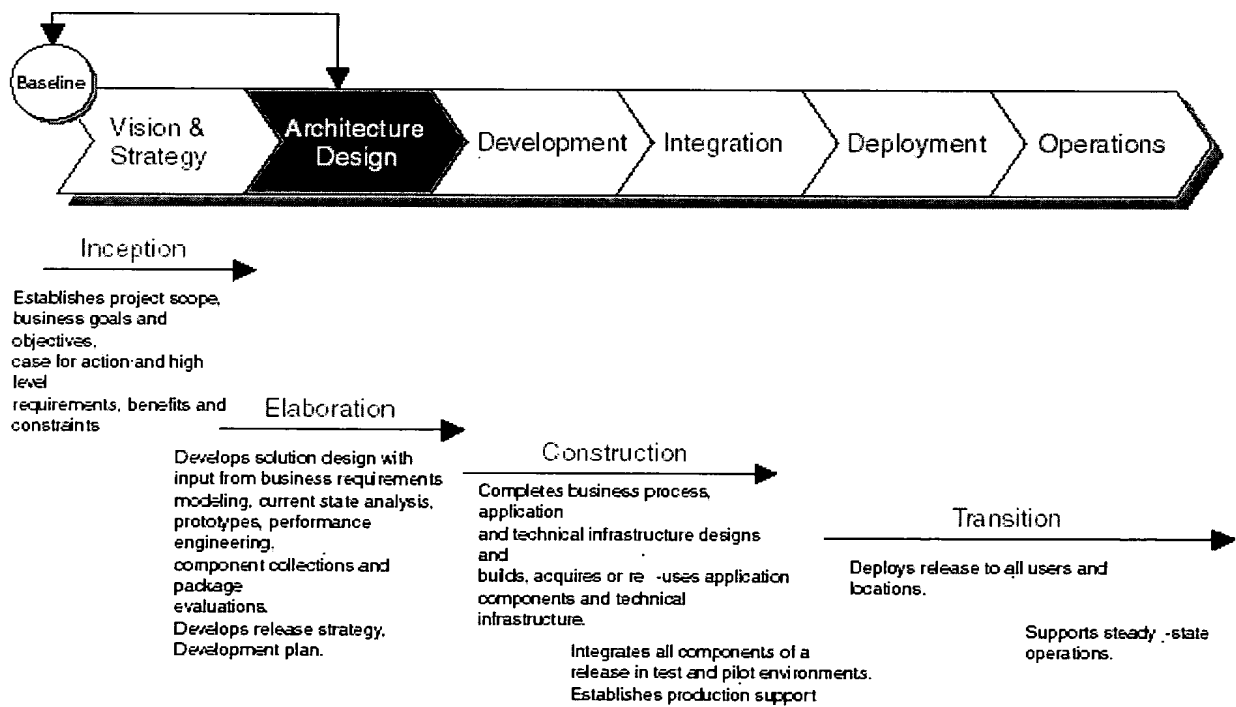 Baseline
Vision &
Strategy
Architecture
Design
Development
Integration
Deployment
Operations
Inception
Establishes project scope,
business goals and
objectives,
case for action and high
level
requirements, benefits and
constraints
Elaboration
Develops solution design with
input from business requirements
modeling, current state analysis,
prototypes, performance
engineering,
component collections and
package
evaluations.
Develops release strategy,
Development plan.
Construction
Completes business process,
application
and technical infrastructure designs
and
builds, acquires or re -uses application
components and technical
infrastructure.
Integrates all components of a
release in test and pilot environments.
Establishes production support
Transition
Deploys release to all users and
locations.
Supports steady -state
operations.